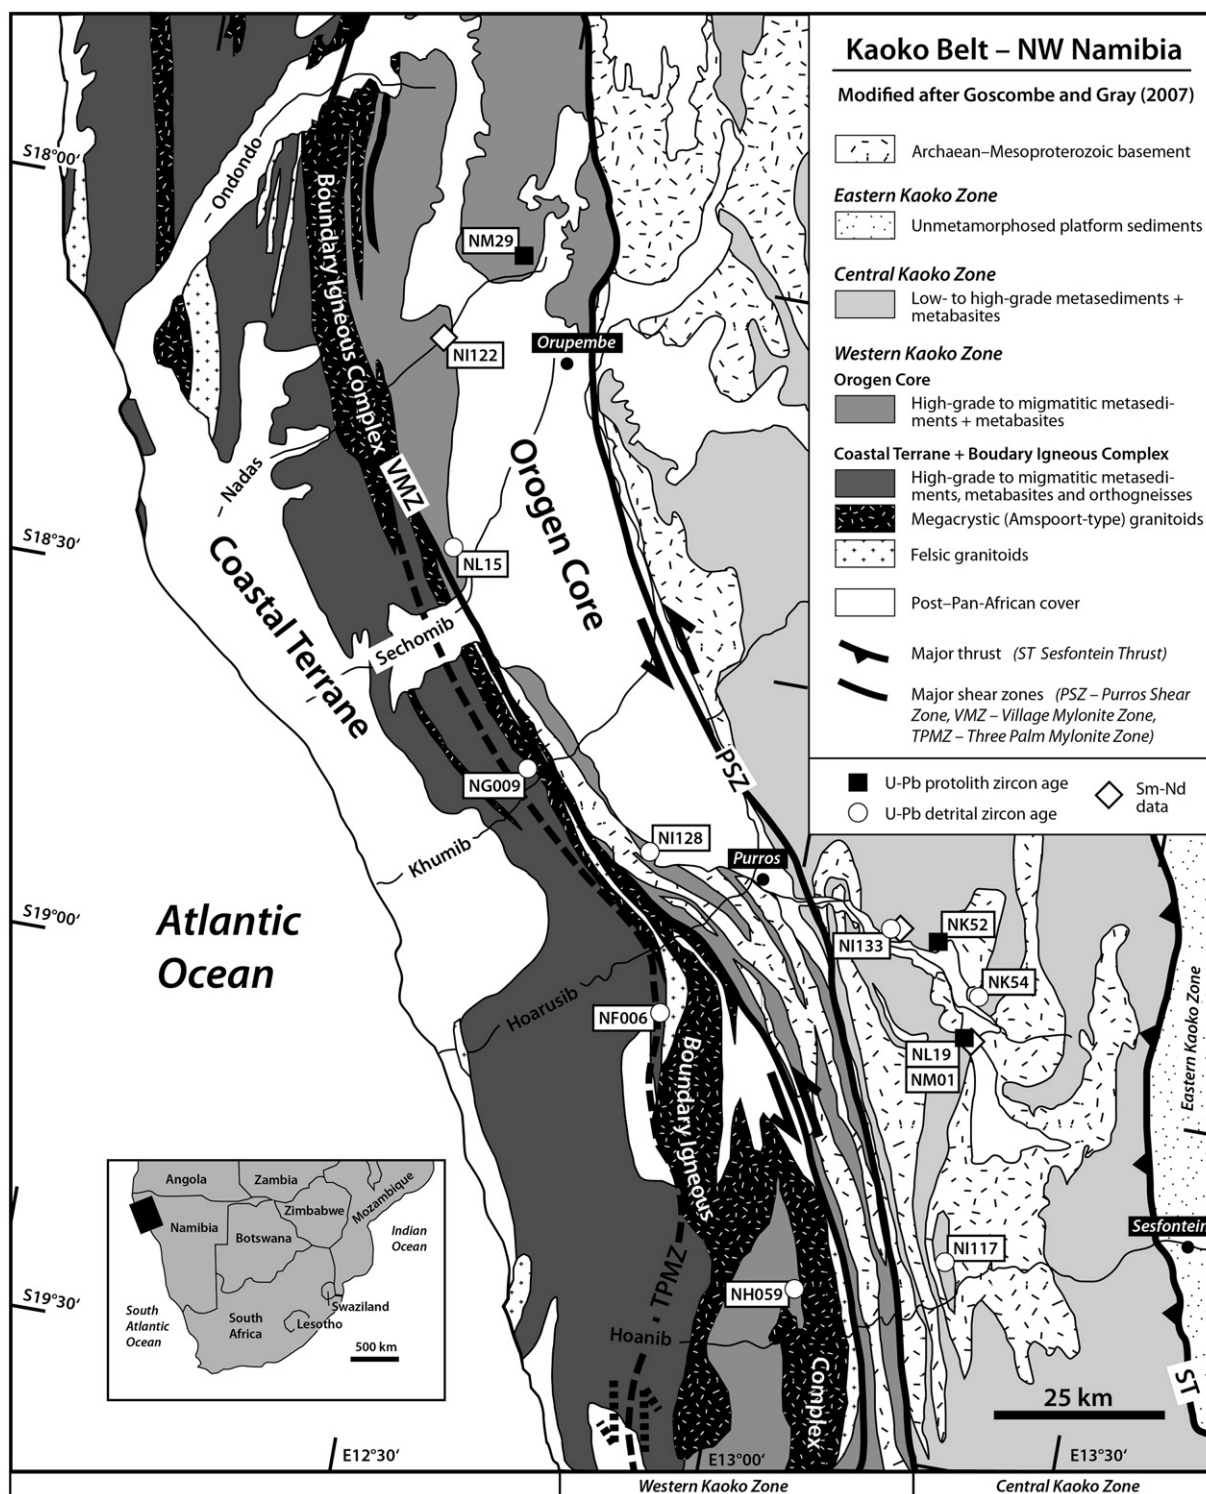 Kaoko Belt – NW Namibia
Modified after Goscombe and Gray (2007)
Archaean–Mesoproterozoic basement
Eastern Kaoko Zone
Unmetamorphosed platform sediments
Central Kaoko Zone
Low- to high-grade metasediments +
metabasites
Western Kaoko Zone
Orogen Core
High-grade to migmatitic metasedi-
ments + metabasites
Coastal Terrane + Boudary Igneous Complex
High-grade to migmatitic metasedi-
ments, metabasites and orthogneisses
Megacrystic (Amspoort-type) granitoids
Felsic granitoids
Post–Pan-African cover
Major thrust (ST Sesfontein Thrust)
Major shear zones (PSZ – Purros Shear
Zone, VMZ – Village Mylonite Zone,
TPMZ – Three Palm Mylonite Zone)
U-Pb protolith zircon age
U-Pb detrital zircon age
Sm-Nd
data
S18°00‘
Ondondo
Boundary Igneous Complex
NM29
NI122
Orupembe
Nadas
VMZ
Orogen Core
S18°30‘
NL15
Coastal Terrane
Sechomib
PSZ
NG009
Khumib
NI128
Purros
S19°00‘
Atlantic
Ocean
NI133
NK52
NK54
Hoarusib
NF006
NL19
NM01
Boundary Igneous
Complex
Eastern Kaoko Zone
Sesfontein
NI117
NH059
TPMZ
Hoanib
S19°30‘
ST
25 km
Angola
Zambia
Mozambique
Zimbabwe
Namibia
Botswana
Indian
Ocean
Swaziland
South
Africa
Lesotho
South
Atlantic
Ocean
500 km
E12°30‘
E13°00‘
E13°30‘
Western Kaoko Zone
Central Kaoko Zone